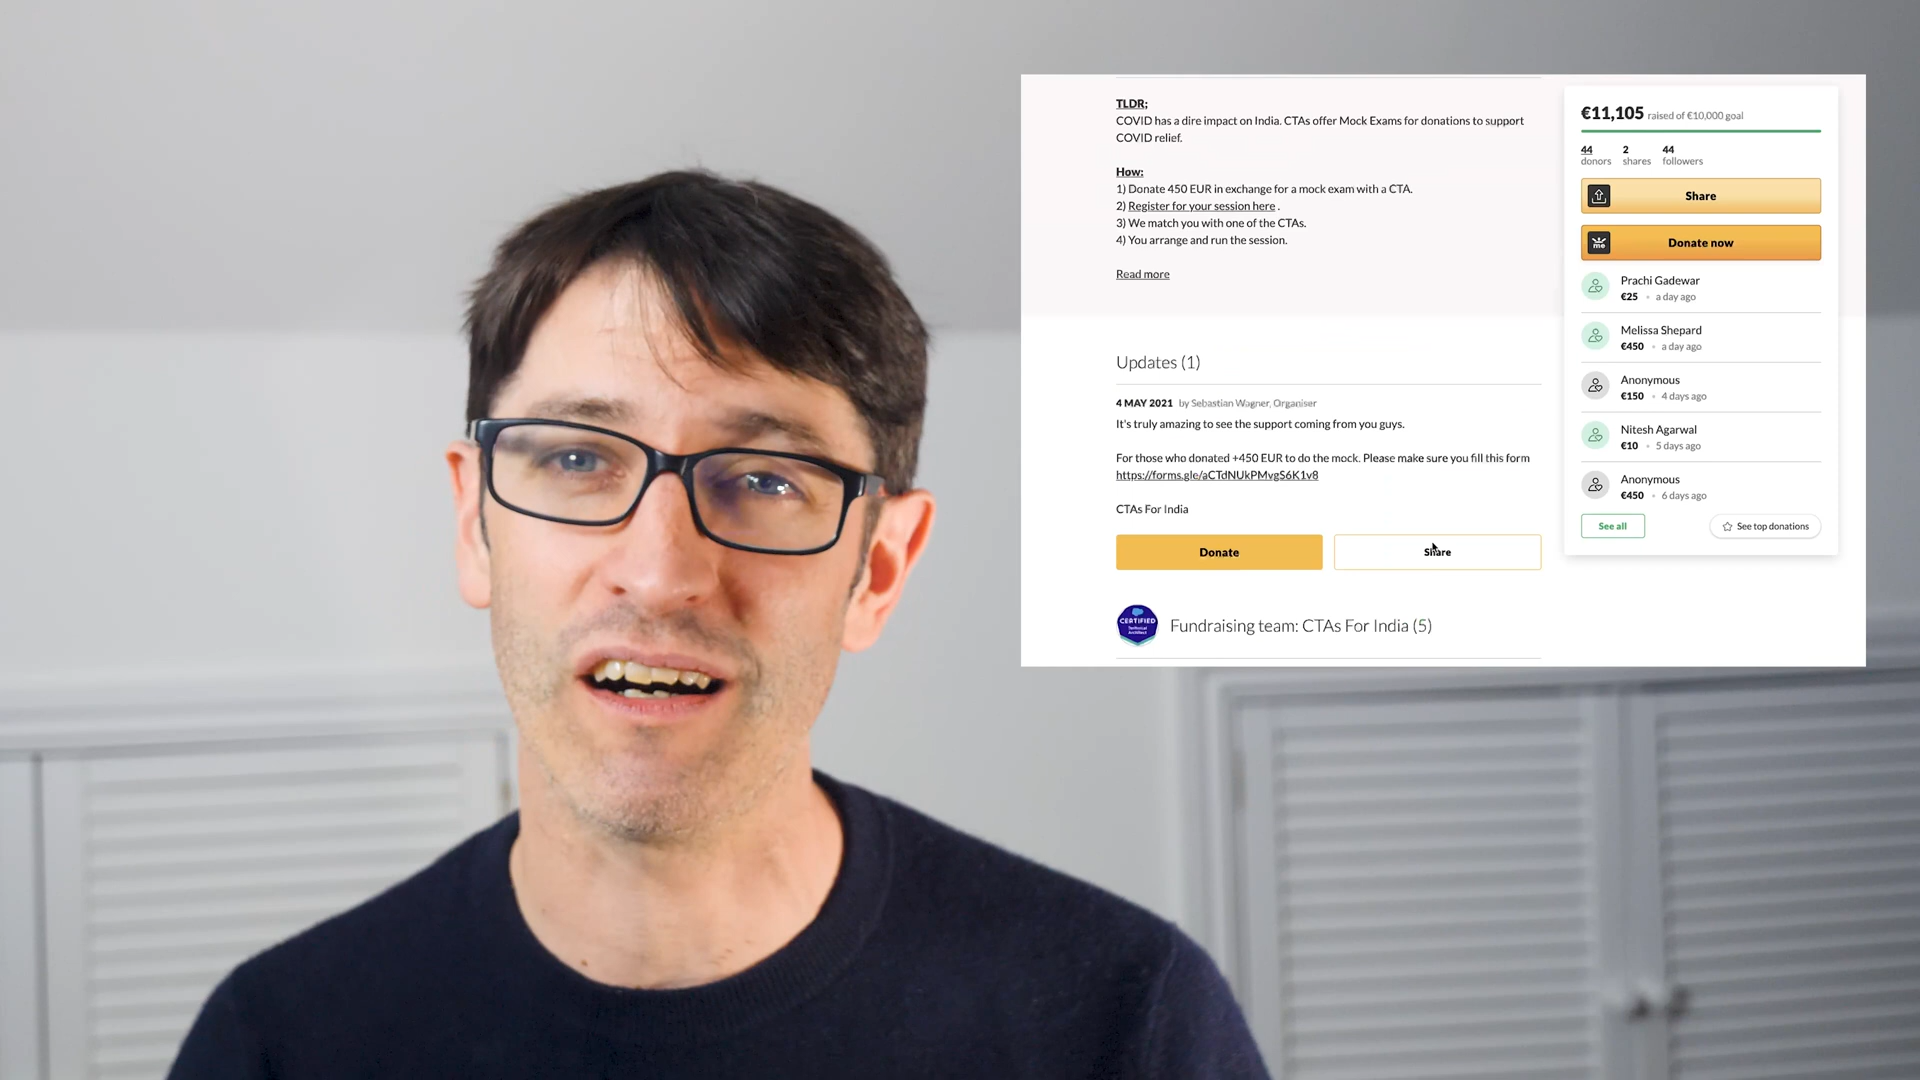 TLDR;
COVID has a dire impact on India. CTAs offer Mock Exams for donations to support
COVID relief.
How:
1) Donate 450 EUR in exchange for a mock exam with a CTA.
2) Register for your session here .
3) We match you with one of the CTAs.
4) You arrange and run the session.
Read more
Updates (1)
4 MAY 2021 by Sebastian Wagner, Organiser
It's truly amazing to see the support coming from you guys.
For those who donated +450 EUR to do the mock. Please make sure you fill this form
https://forms.gle/aCTdNUkPMvgS6K1v8
CTAs For India
Donate
Share
CERTIFIED
Technical
Architect
Fundraising team: CTAs For India (5)
€11,105 raised of €10,000 goal
44 2 44
donors shares followers
Share
me Donate now
Prachi Gadewar
€25 • a day ago
Melissa Shepard
€450 • a day ago
Anonymous
€150 • 4 days ago
Nitesh Agarwal
€10 • 5 days ago
Anonymous
€450 • 6 days ago
See all
See top donations